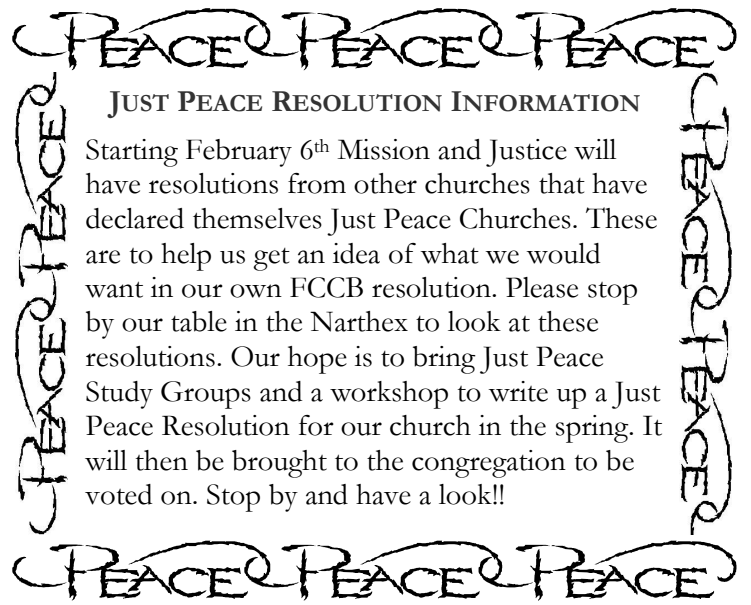 PEACE PEACE PEACE
PEACE PEACE
JUST PEACE RESOLUTION INFORMATION
Starting February 6th Mission and Justice will
have resolutions from other churches that have
declared themselves Just Peace Churches. These
are to help us get an idea of what we would
want in our own FCCB resolution. Please stop
by our table in the Narthex to look at these
resolutions. Our hope is to bring Just Peace
Study Groups and a workshop to write up a Just
Peace Resolution for our church in the spring. It
will then be brought to the congregation to be
voted on. Stop by and have a look!!
PEACE PEACE
PEACE PEACE PEACE